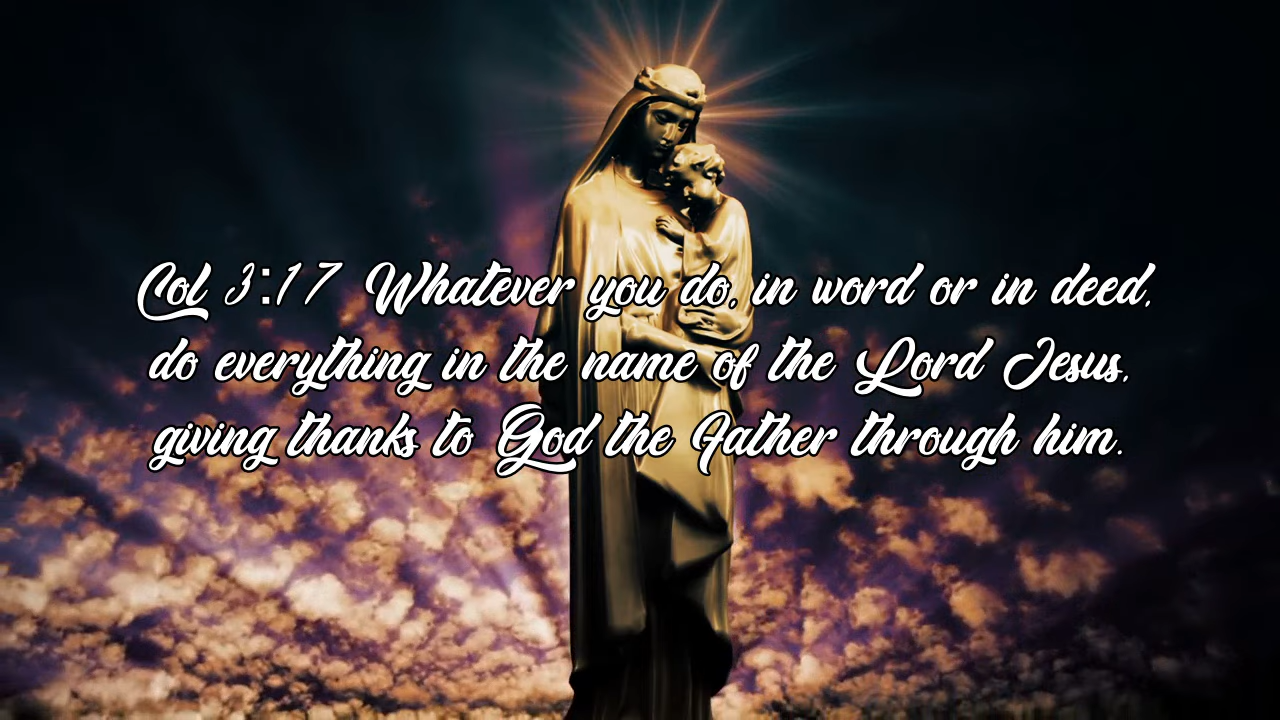 Col 3:17 Whatever you do, in word or in deed,
do everything in the name of the Lord Jesus,
giving thanks to God the Father through him.